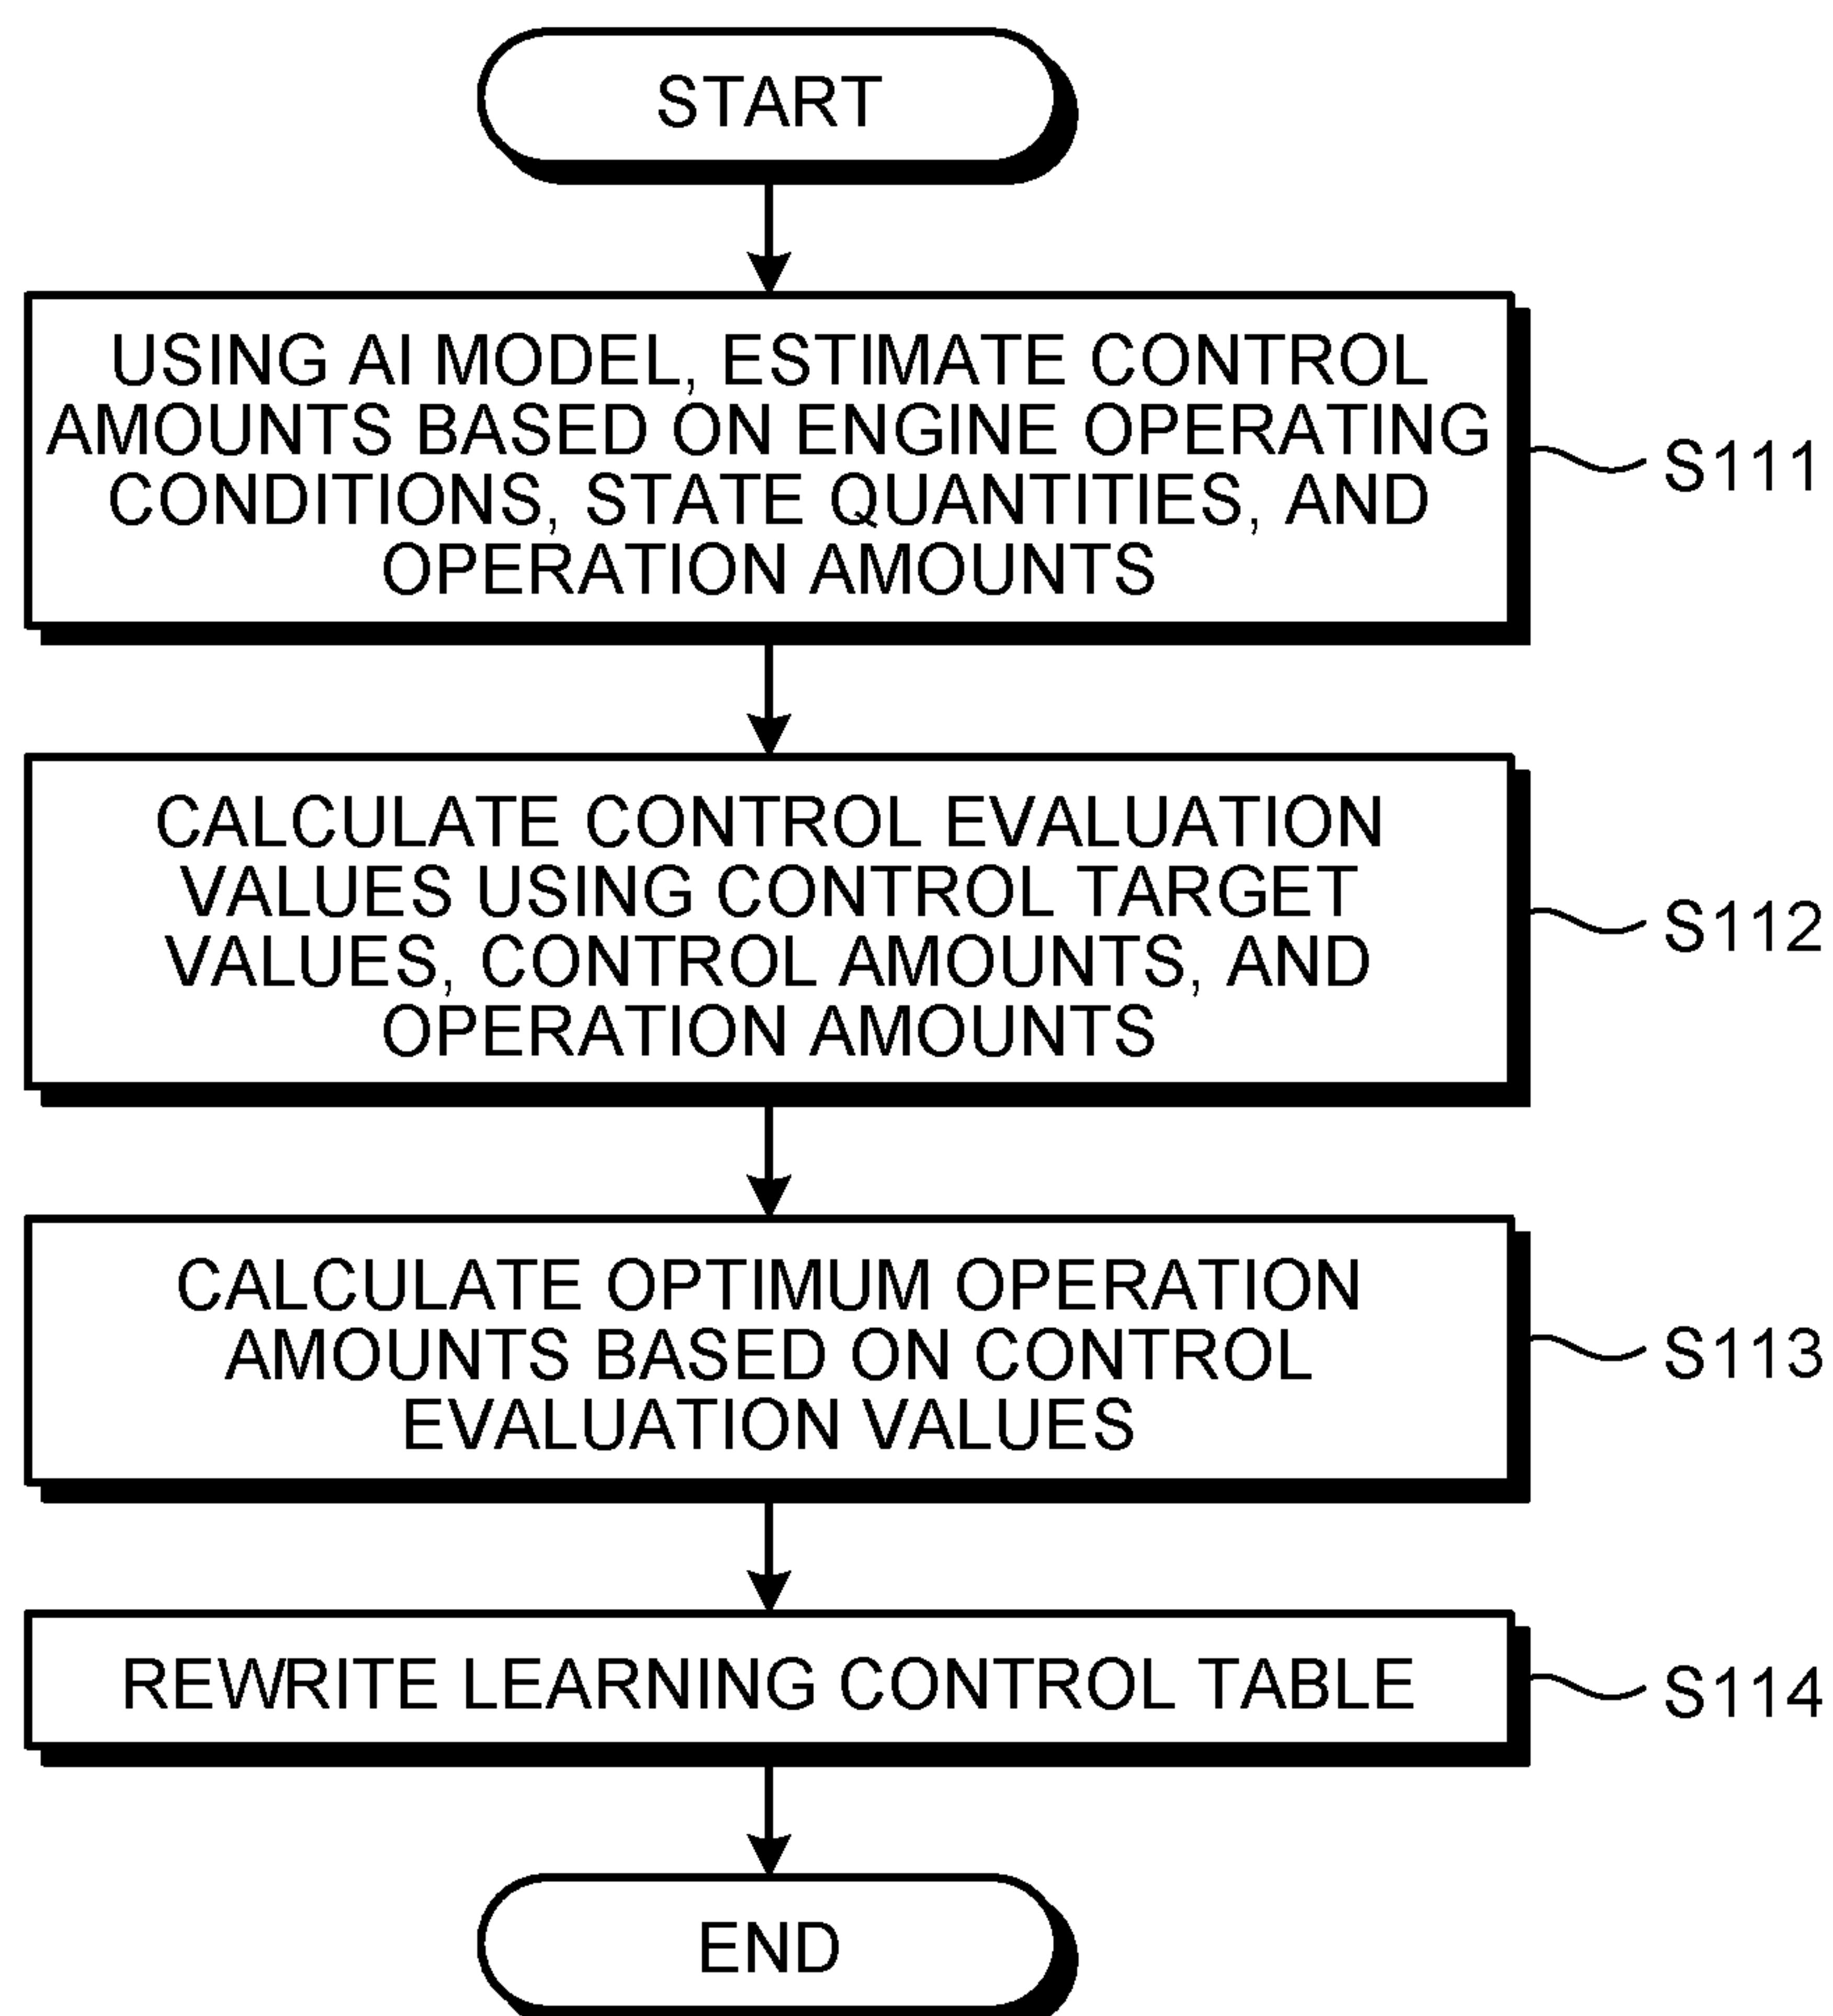 START
USING AI MODEL, ESTIMATE CONTROL
AMOUNTS BASED ON ENGINE OPERATING
CONDITIONS, STATE QUANTITIES, AND
OPERATION AMOUNTS
S111
CALCULATE CONTROL EVALUATION
VALUES USING CONTROL TARGET
VALUES, CONTROL AMOUNTS, AND
OPERATION AMOUNTS
S112
CALCULATE OPTIMUM OPERATION
AMOUNTS BASED ON CONTROL
EVALUATION VALUES
S113
REWRITE LEARNING CONTROL TABLE
S114
END